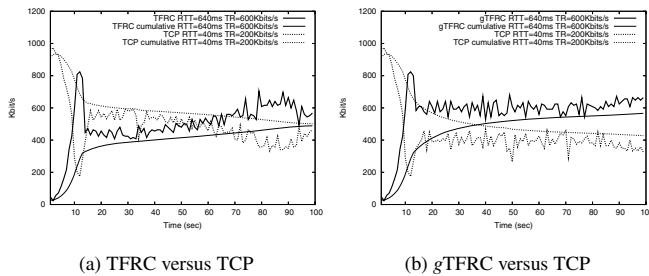 1200
1000
800
600
400
200
0
Kbit/s
TFRC RTT=640ms TR=600Kbits/s
TFRC cumulative RTT=640ms TR=600Kbits/s
TCP RTT=40ms TR=200Kbits/s
TCP cumulative RTT=40ms TR=200Kbits/s
10 20 30 40 50 60 70 80 90 100
Time (sec)
(a) TFRC versus TCP
1200
1000
800
600
400
200
0
Kbit/s
gTFRC RTT=640ms TR=600Kbits/s
gTFRC cumulative RTT=640ms TR=600Kbits/s
TCP RTT=40ms TR=200Kbits/s
TCP cumulative RTT=40ms TR=200Kbits/s
10 20 30 40 50 60 70 80 90 100
Time (sec)
(b) gTFRC versus TCP